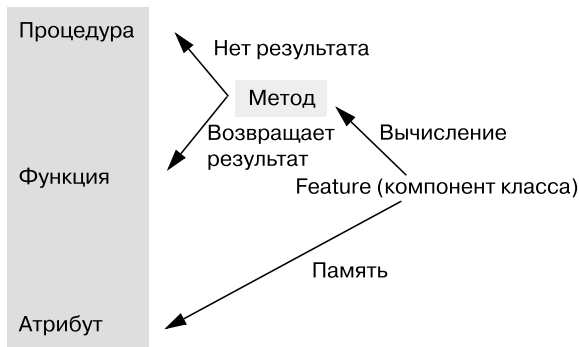 Процедура
Нет результата
Метод
Возвращает
результат
Вычисление
Функция
Feature (компонент класса)
Память
Атрибут